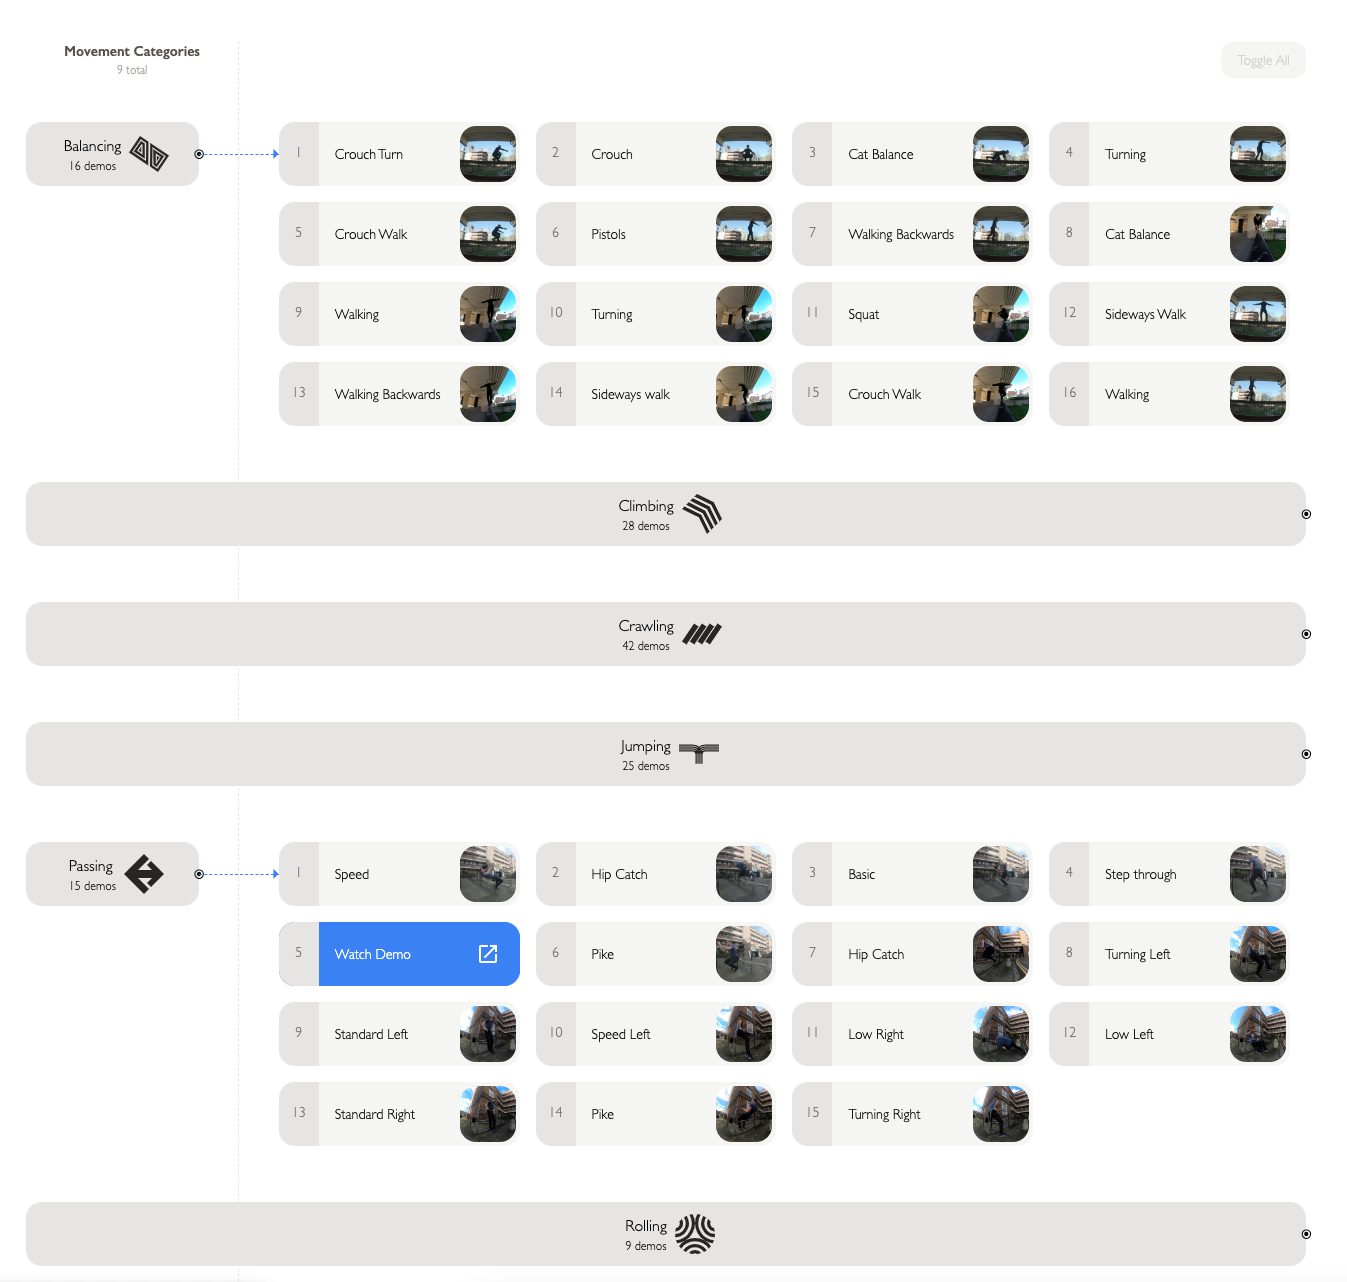 Movement Categories
9 total
Toggle All
Balancing
16 demos
1 Crouch Turn
2 Crouch
3 Cat Balance
4 Turning
5 Crouch Walk
6 Pistols
7 Walking Backwards
8 Cat Balance
9 Walking
10 Turning
11 Squat
12 Sideways Walk
13 Walking Backwards
14 Sideways walk
15 Crouch Walk
16 Walking
Climbing
28 demos
Crawling
42 demos
Jumping
25 demos
Passing
15 demos
1 Speed
2 Hip Catch
3 Basic
4 Step through
5 Watch Demo
6 Pike
7 Hip Catch
8 Turning Left
9 Standard Left
10 Speed Left
11 Low Right
12 Low Left
13 Standard Right
14 Pike
15 Turning Right
Rolling
9 demos